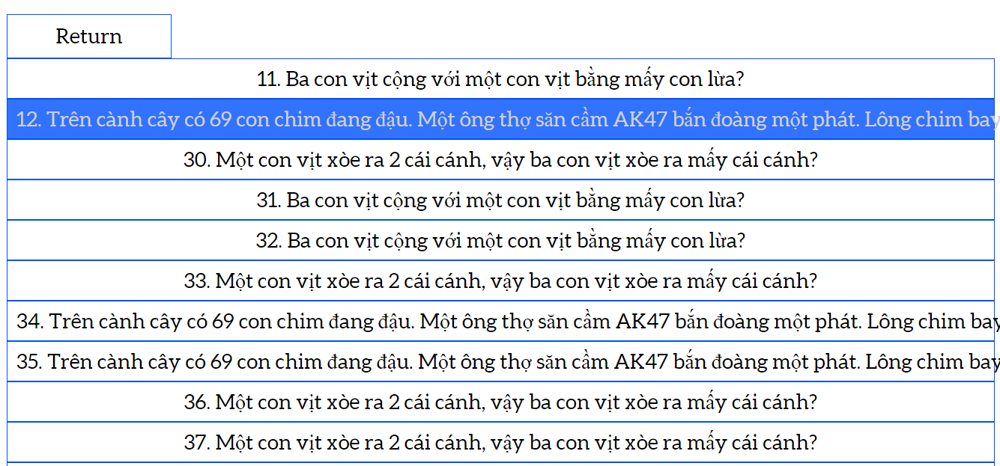 Return
11. Ba con vịt cộng với một con vịt bằng mấy con lừa?
12. Trên cành cây có 69 con chim đang đậu. Một ông thợ săn cầm AK47 bắn đoàng một phát. Lông chim bay
30. Một con vịt xòe ra 2 cái cánh, vậy ba con vịt xòe ra mấy cái cánh?
31. Ba con vịt cộng với một con vịt bằng mấy con lừa?
32. Ba con vịt cộng với một con vịt bằng mấy con lừa?
33. Một con vịt xòe ra 2 cái cánh, vậy ba con vịt xòe ra mấy cái cánh?
34. Trên cành cây có 69 con chim đang đậu. Một ông thợ săn cầm AK47 bắn đoàng một phát. Lông chim bay
35. Trên cành cây có 69 con chim đang đậu. Một ông thợ săn cầm AK47 bắn đoàng một phát. Lông chim bay
36. Một con vịt xòe ra 2 cái cánh, vậy ba con vịt xòe ra mấy cái cánh?
37. Một con vịt xòe ra 2 cái cánh, vậy ba con vịt xòe ra mấy cái cánh?